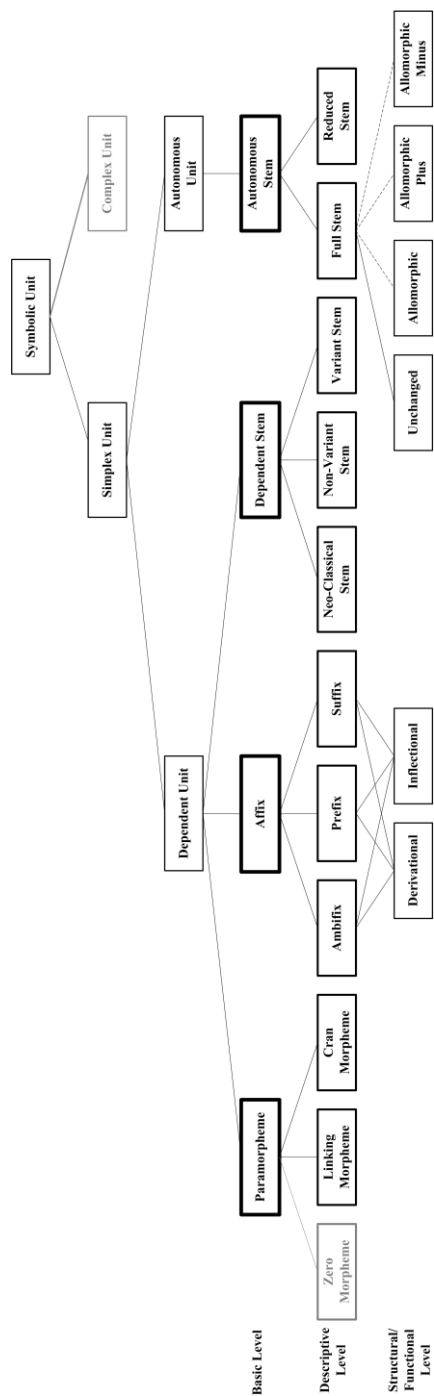 Symbolic Unit
Simplex Unit
Complex Unit
Dependent Unit
Autonomous
Unit
Basic Level
Paramorpheme
Affix
Dependent Stem
Autonomous
Stem
Descriptive
Level
Zero
Morpheme
Linking
Morpheme
Cran
Morpheme
Ambifix
Prefix
Suffix
Neo-Classical
Stem
Non-Variant
Stem
Variant Stem
Full Stem
Reduced
Stem
Structural/
Functional
Level
Derivational
Inflectional
Unchanged
Allomorphic
Allomorphic
Plus
Allomorphic
Minus